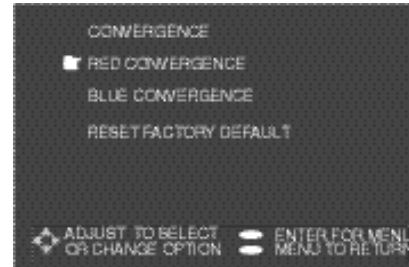 CONVERGENCE
RED CONVERGENCE
BLUE CONVERGENCE
RESET FACTORY DEFAULT
ADJUST TO SELECT
OR CHANGE OPTION
ENTER FOR MENU
MENU TO RETURN